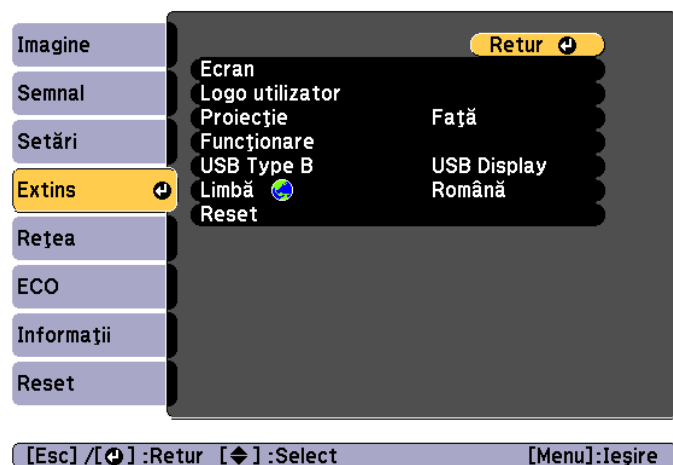 Imagine
Semnal
Setări
Extins
Reţea
ECO
Informaţii
Reset
Retur
Ecran
Logo utilizator
Proiecţie Faţă
Funcţionare
USB Type B USB Display
Limbă Română
Reset
[Esc] /[ ] :Retur [ ] :Select [Menu]:Ieşire